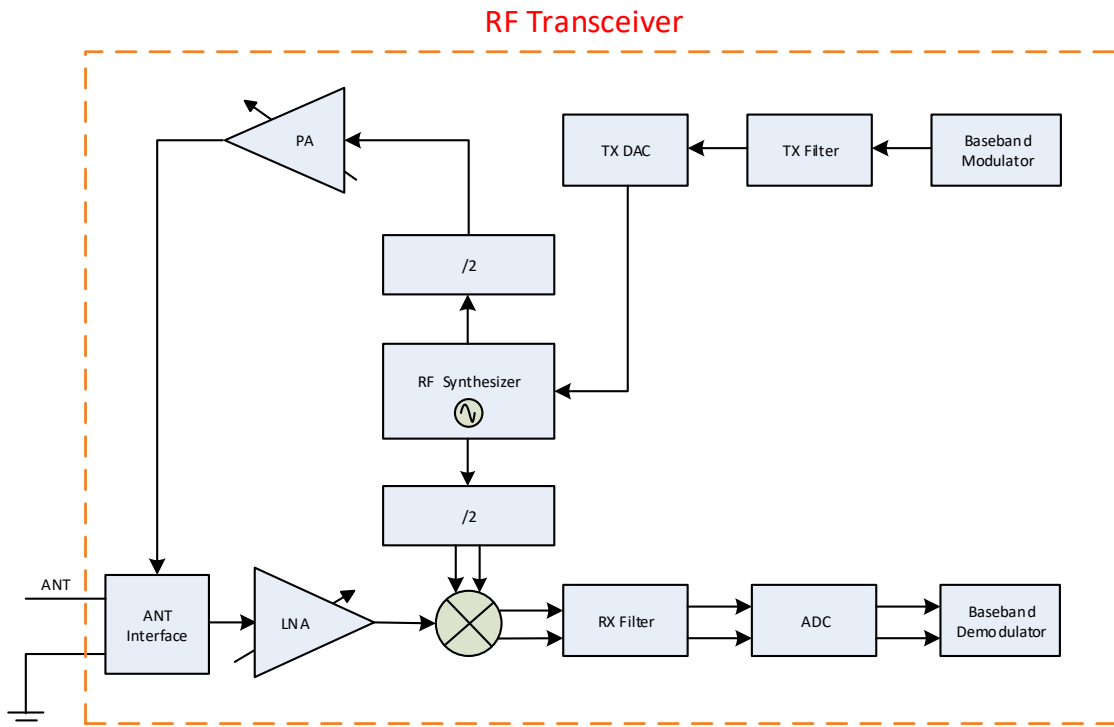 RF Transceiver
PA
TX DAC
TX Filter
Baseband
Modulator
/2
RF Synthesizer
/2
ANT
ANT
Interface
LNA
RX Filter
ADC
Baseband
Demodulator